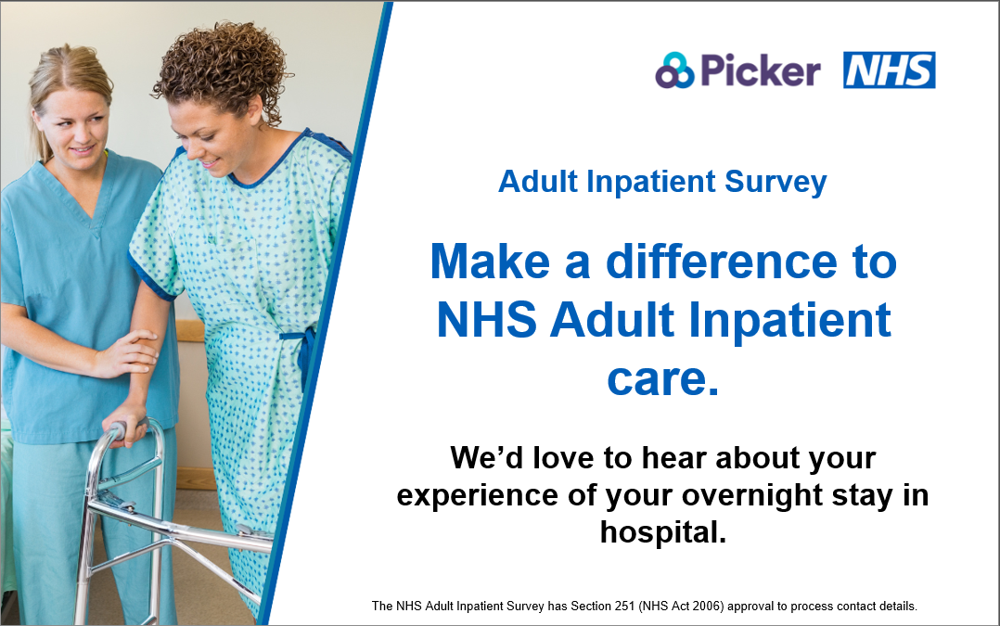 Picker NHS
Adult Inpatient Survey
Make a difference to
NHS Adult Inpatient
care.
We’d love to hear about your
experience of your overnight stay in
hospital.
The NHS Adult Inpatient Survey has Section 251 (NHS Act 2006) approval to process contact details.